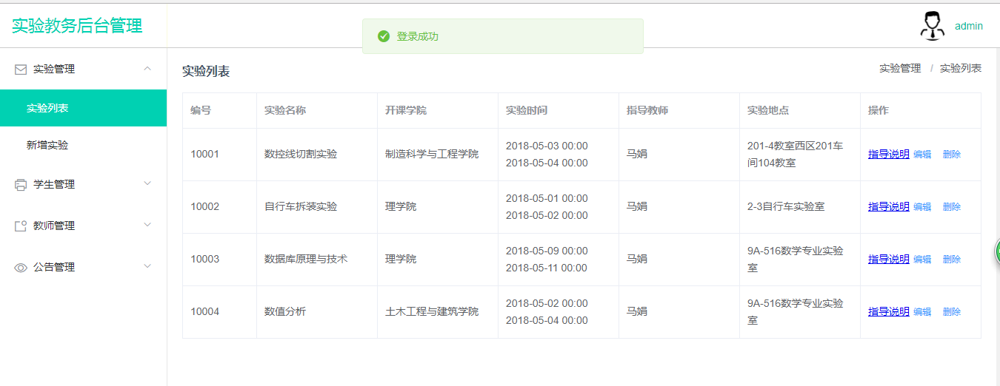 实验教务后台管理
登录成功
admin
实验管理
实验列表
新增实验
学生管理
教师管理
公告管理
实验列表
实验管理 / 实验列表
编号 实验名称 开课学院 实验时间 指导教师 实验地点 操作
10001 数控线切割实验 制造科学与工程学院 2018-05-03 00:00 马娟 201-4教室西区201车 指导说明 编辑 删除
2018-05-04 00:00 间104教室
10002 自行车拆装实验 理学院 2018-05-01 00:00 马娟 2-3自行车实验室 指导说明 编辑 删除
2018-05-02 00:00
10003 数据库原理与技术 理学院 2018-05-09 00:00 马娟 9A-516数学专业实验 指导说明 编辑 删除
2018-05-11 00:00 室
10004 数值分析 土木工程与建筑学院 2018-05-02 00:00 马娟 9A-516数学专业实验 指导说明 编辑 删除
2018-05-04 00:00 室